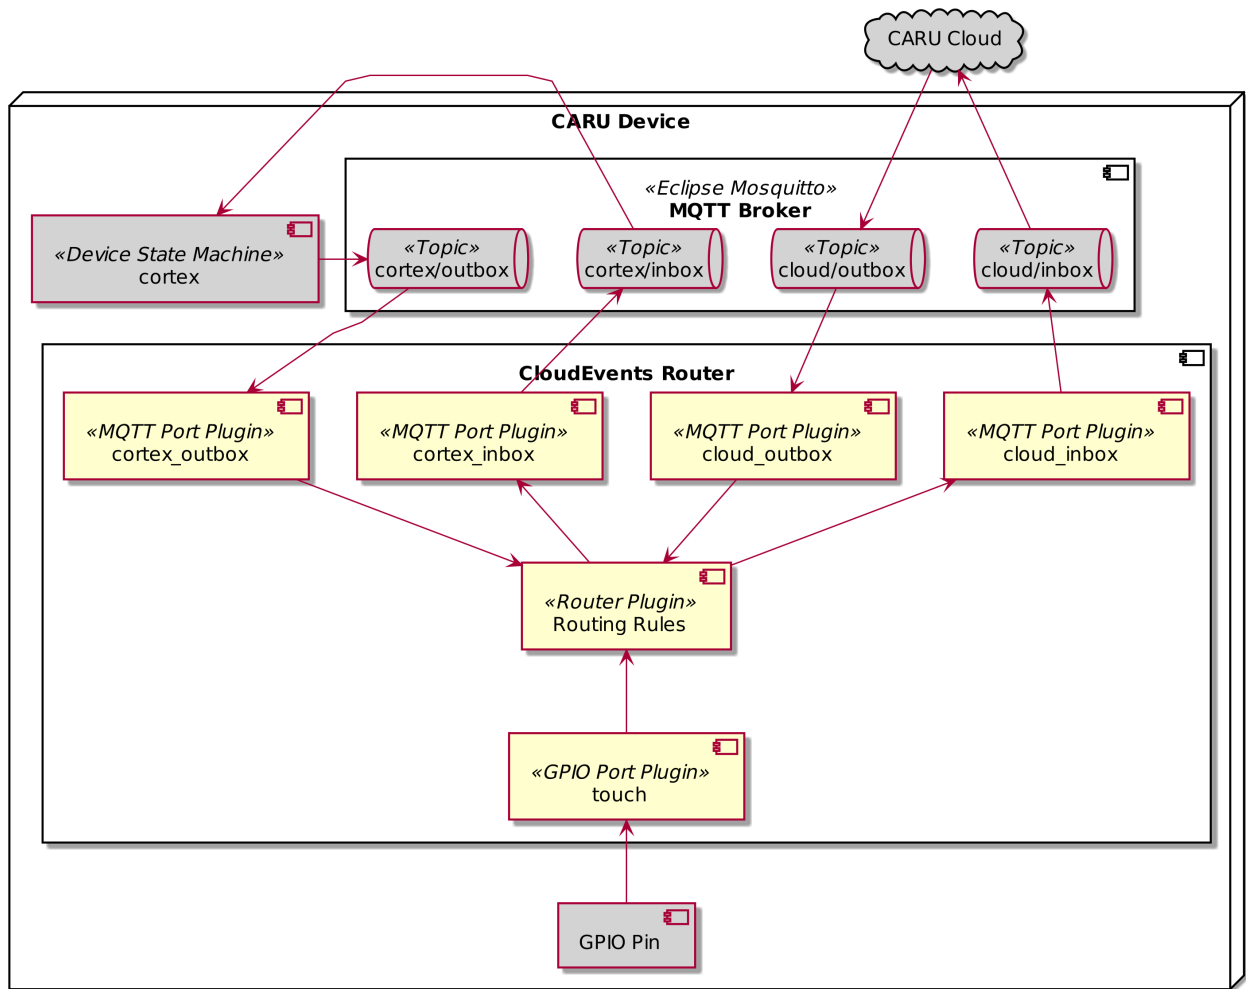 CARU Cloud
CARU Device
«Eclipse Mosquitto»
MQTT Broker
«Device State Machine»
cortex
«Topic»
cortex/outbox
«Topic»
cortex/inbox
«Topic»
cloud/outbox
«Topic»
cloud/inbox
CloudEvents Router
«MQTT Port Plugin»
cortex_outbox
«MQTT Port Plugin»
cortex_inbox
«MQTT Port Plugin»
cloud_outbox
«MQTT Port Plugin»
cloud_inbox
«Router Plugin»
Routing Rules
«GPIO Port Plugin»
touch
GPIO Pin